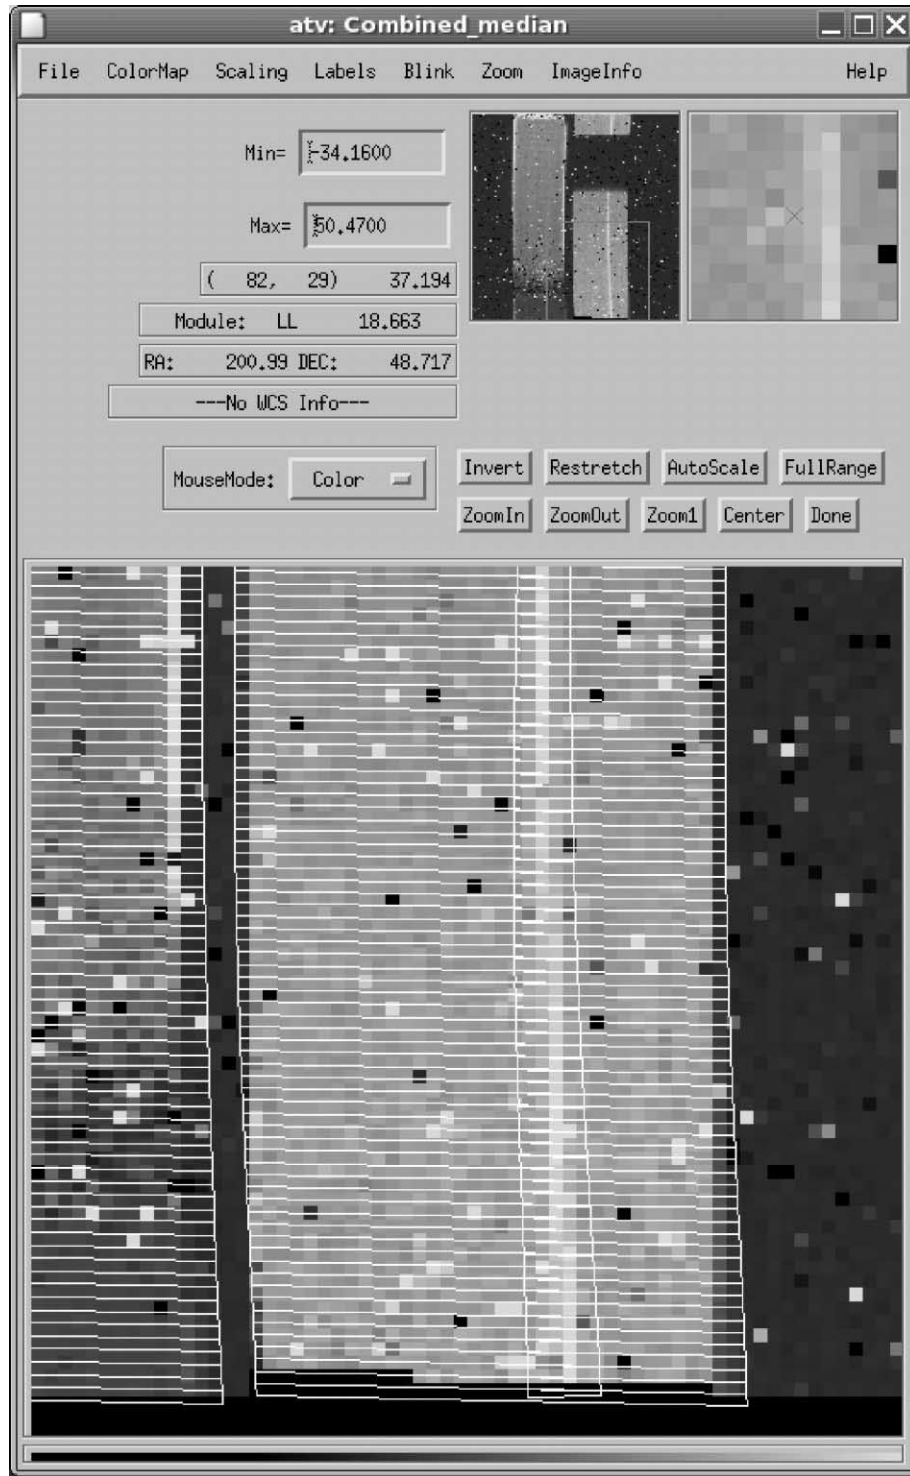 atv: Combined_median
File ColorMap Scaling Labels Blink Zoom ImageInfo Help
Min= -34.1600
Max= 50.4700
( 82, 29) 37.194
Module: LL 18.663
RA: 200.99 DEC: 48.717
---No WCS Info---
MouseMode: Color
Invert Restretch AutoScale FullRange
ZoomIn ZoomOut Zoom1 Center Done